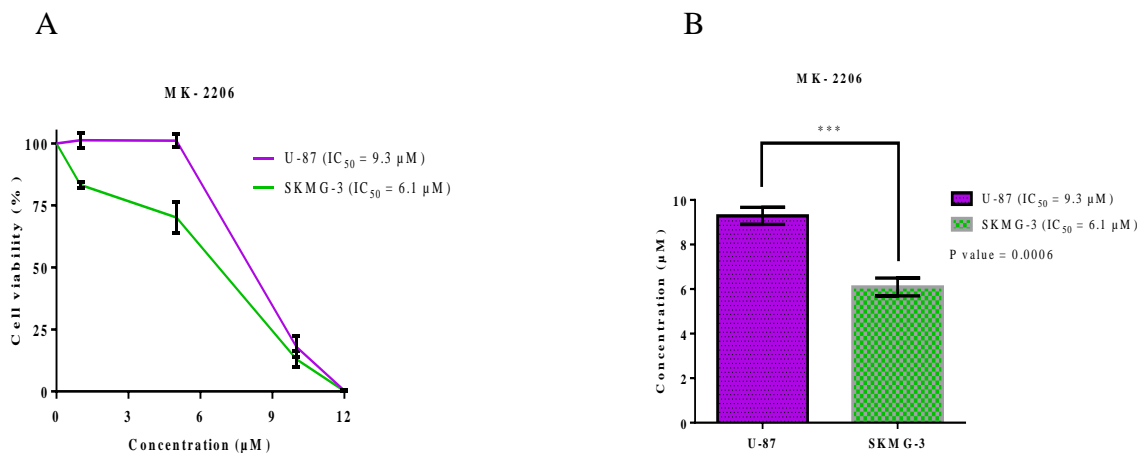 A
MK-2206
Cell viability (%)
100
75
50
25
0
0 3 6 9 12
Concentration (µM)
U-87 (IC50 = 9.3 µM)
SKMG-3 (IC50 = 6.1 µM)
B
MK-2206
***
Concentration (µM)
10
8
6
4
2
0
U-87 SKMG-3
U-87 (IC50 = 9.3 µM)
SKMG-3 (IC50 = 6.1 µM)
P value = 0.0006